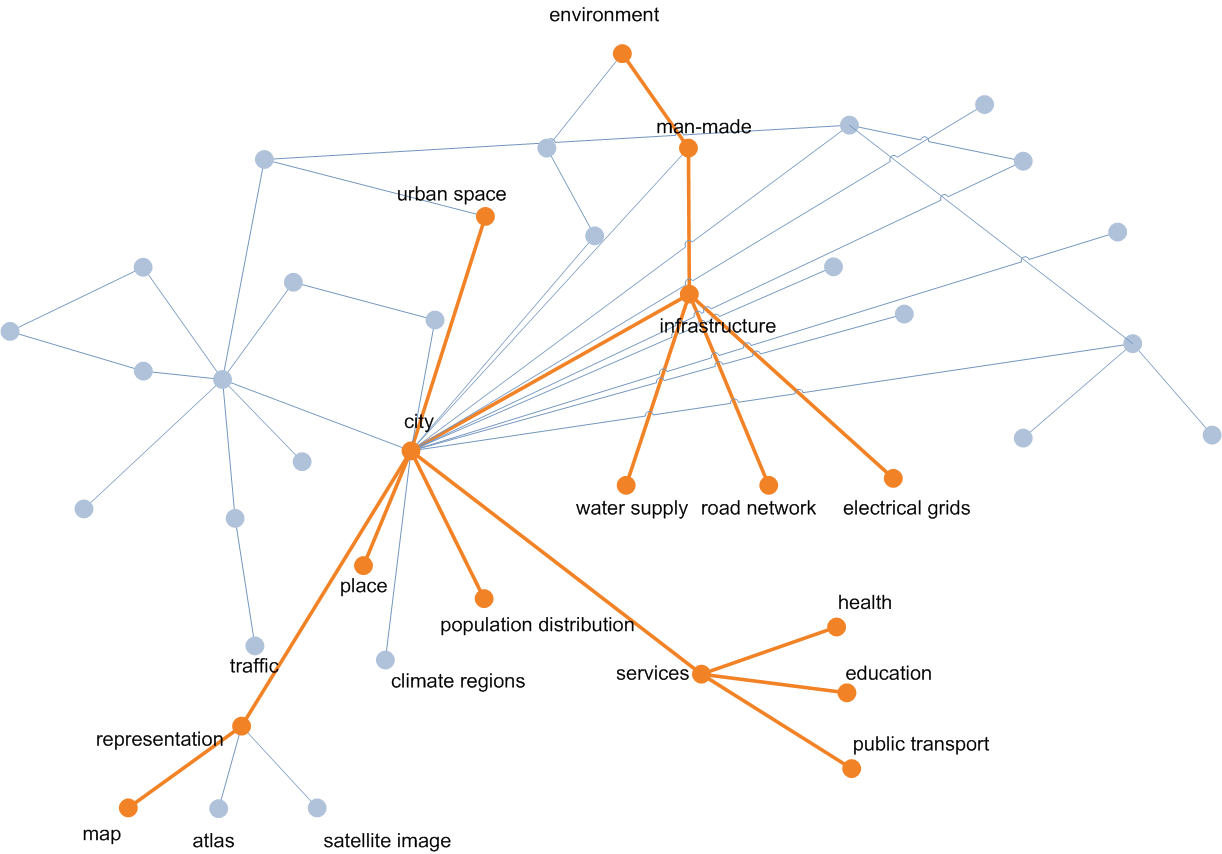 environment
man-made
urban space
infrastructure
city
water supply
road network
electrical grids
place
health
population distribution
traffic
services
education
climate regions
representation
public transport
map
atlas
satellite image